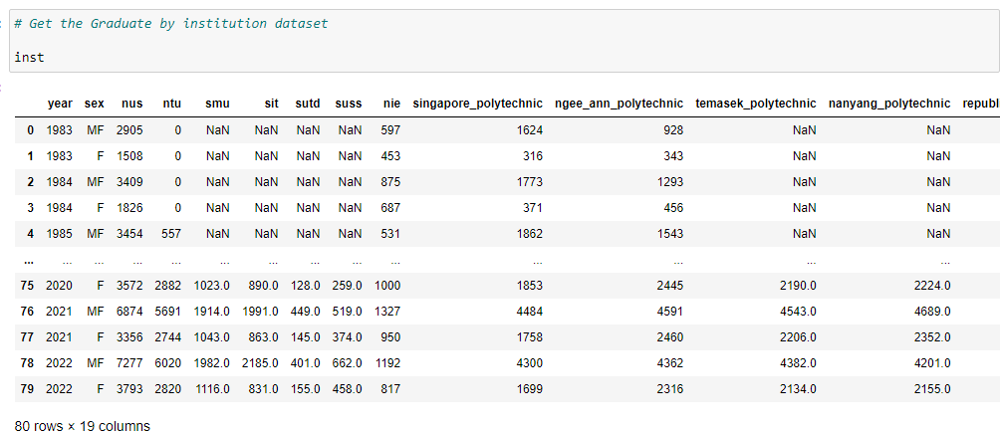 # Get the Graduate by institution dataset
inst
year sex nus ntu smu sit sutd suss nie singapore_polytechnic ngee_ann_polytechnic temasek_polytechnic nanyang_polytechnic republ
0 1983 MF 2905 0 NaN NaN NaN NaN 597 1624 928 NaN NaN
1 1983 F 1508 0 NaN NaN NaN NaN 453 316 343 NaN NaN
2 1984 MF 3409 0 NaN NaN NaN NaN 875 1773 1293 NaN NaN
3 1984 F 1826 0 NaN NaN NaN NaN 687 371 456 NaN NaN
4 1985 MF 3454 557 NaN NaN NaN NaN 531 1862 1543 NaN NaN
... ... ... ... ... ... ... ... ... ... ... ... ... ...
75 2020 F 3572 2882 1023.0 890.0 128.0 259.0 1000 1853 2445 2190.0 2224.0
76 2021 MF 6874 5691 1914.0 1991.0 449.0 519.0 1327 4484 4591 4543.0 4689.0
77 2021 F 3356 2744 1043.0 863.0 145.0 374.0 950 1758 2460 2206.0 2352.0
78 2022 MF 7277 6020 1982.0 2185.0 401.0 662.0 1192 4300 4362 4382.0 4201.0
79 2022 F 3793 2820 1116.0 831.0 155.0 458.0 817 1699 2316 2134.0 2155.0
80 rows × 19 columns